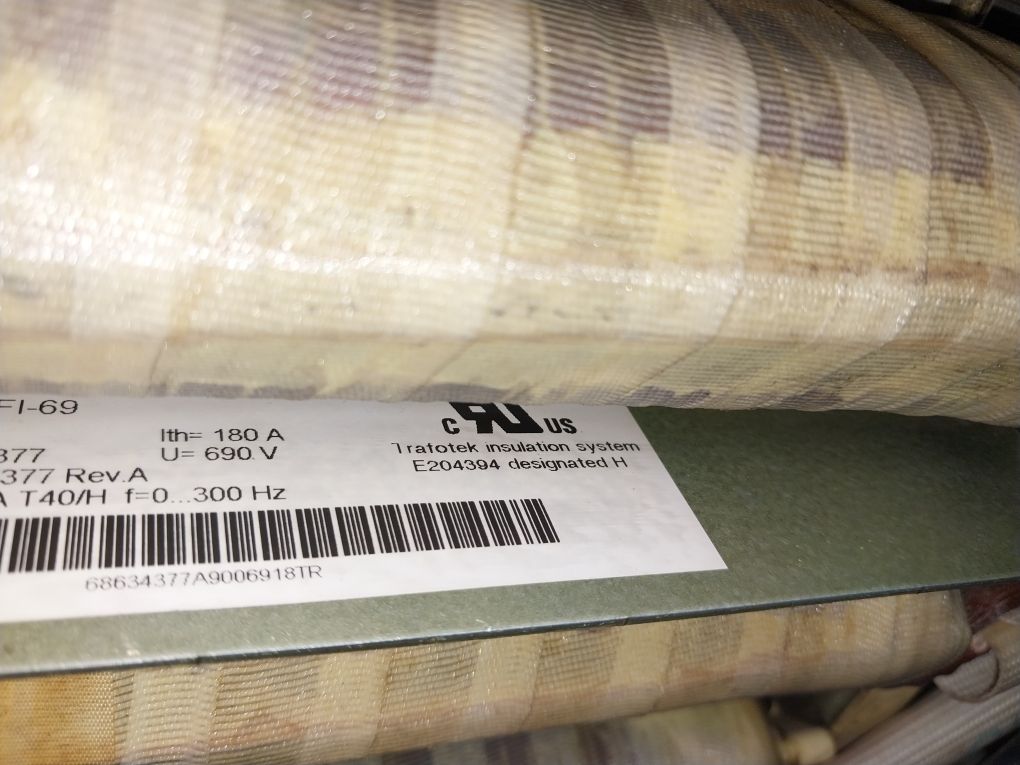 FI-69
377 Ith= 180 A
U= 690 V
377 Rev.A
A T40/H f=0...300 Hz
68634377A9006918TR
c US
Trafotek insulation system
E204394 designated H